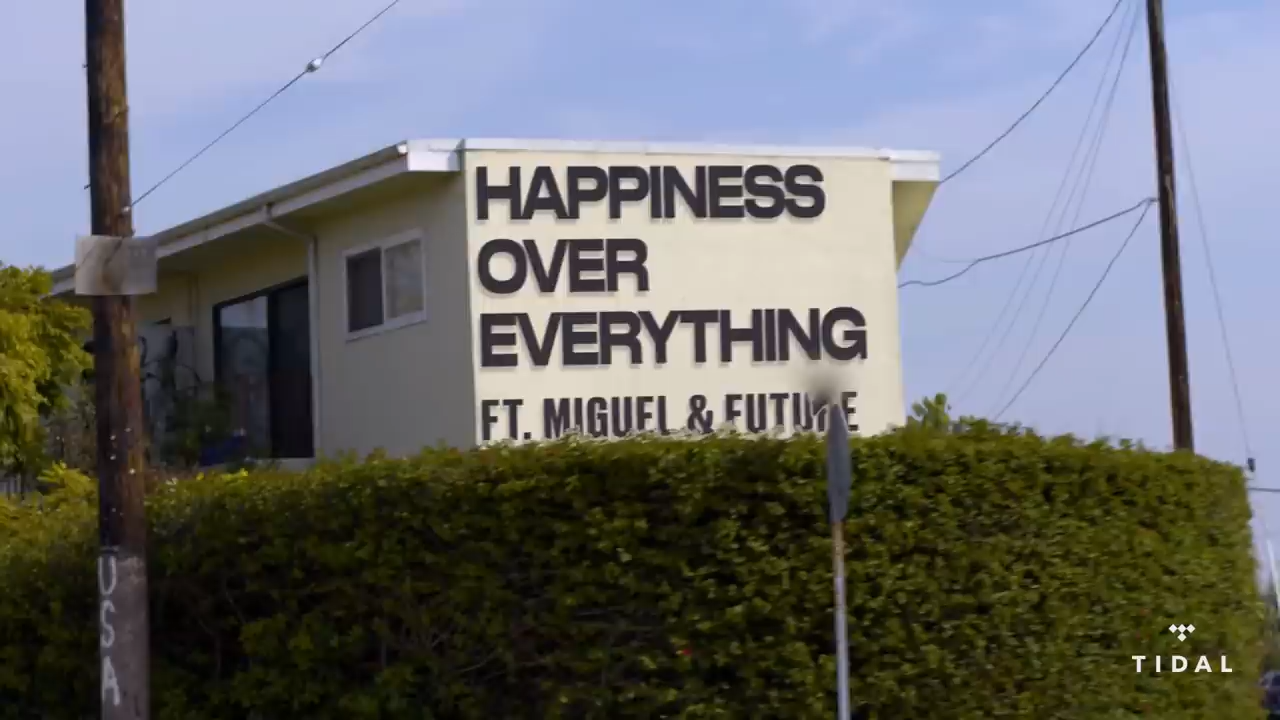 HAPPINESS
OVER
EVERYTHING
FT. MIGUEL & FUTURE
USA
TIDAL